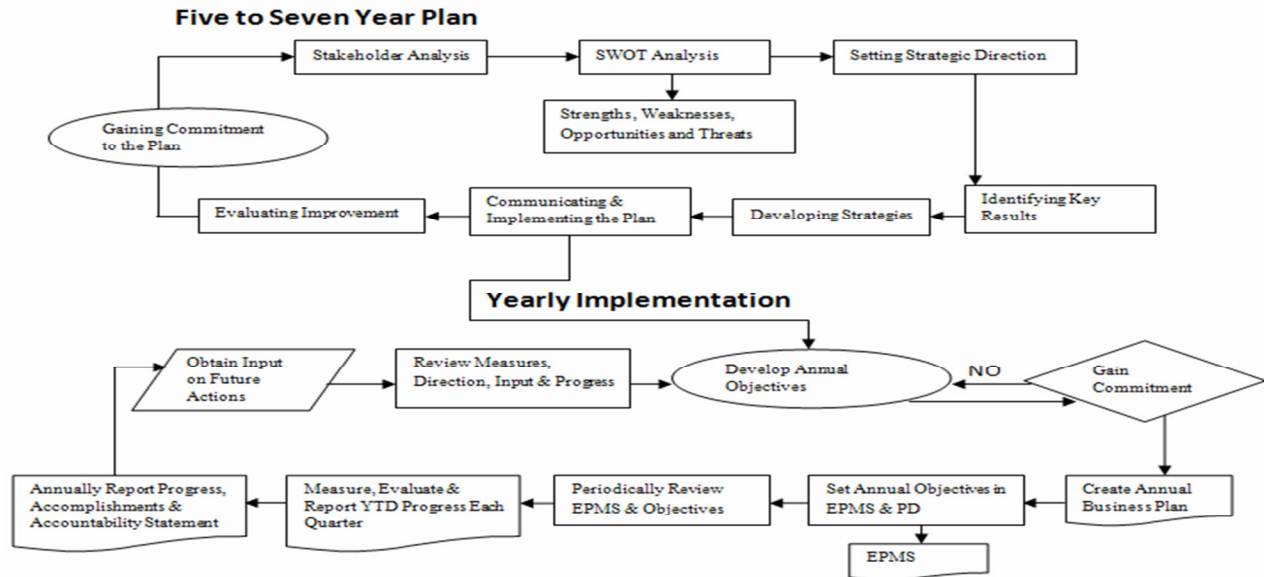 Five to Seven Year Plan
Stakeholder Analysis
SWOT Analysis
Setting Strategic Direction
Strengths, Weaknesses,
Opportunities and Threats
Gaining Commitment
to the Plan
Evaluating Improvement
Communicating &
Implementing the Plan
Developing Strategies
Identifying Key
Results
Yearly Implementation
Obtain Input
on Future
Actions
Review Measures,
Direction, Input & Progress
Develop Annual
Objectives
NO
Gain
Commitment
Annually Report Progress,
Accomplishments &
Accountability Statement
Measure, Evaluate &
Report YTD Progress Each
Quarter
Periodically Review
EPMS & Objectives
Set Annual Objectives in
EPMS & PD
Create Annual
Business Plan
EPMS